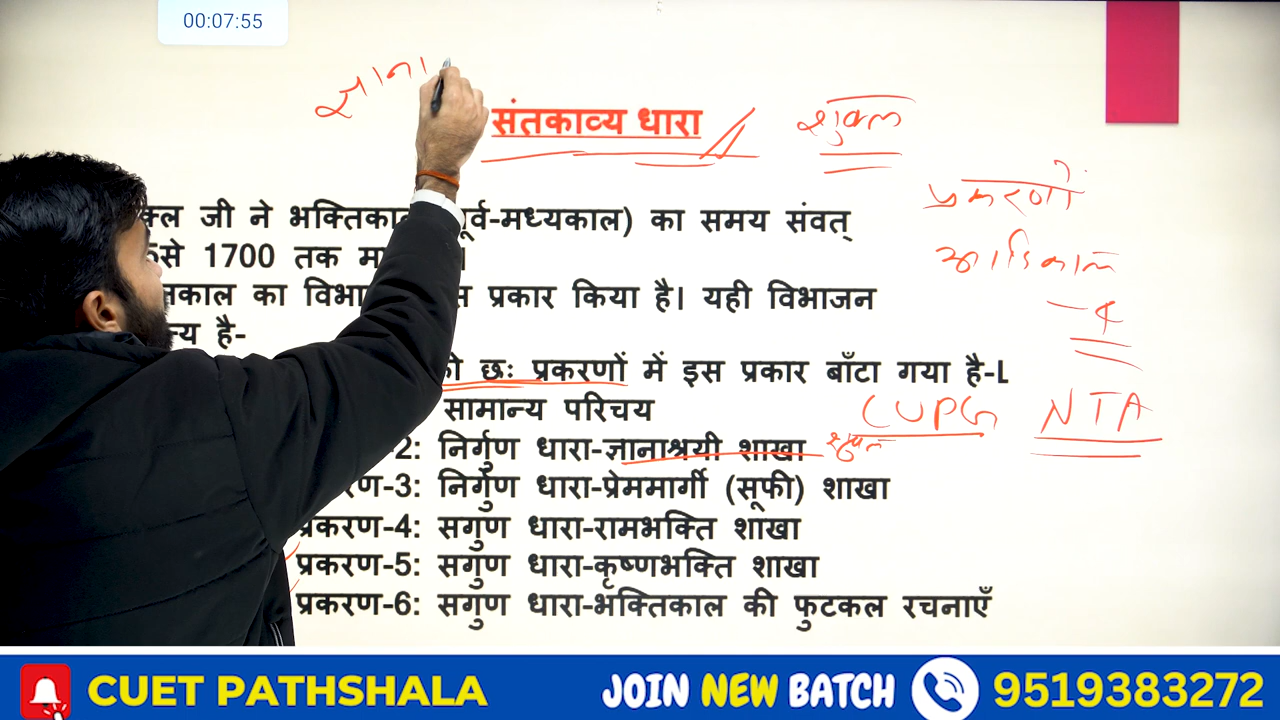 00:07:55
ज्ञाना
संतकाव्य धारा
शुक्ल
क्ल जी ने भक्तिकाल पूर्व-मध्यकाल) का समय संवत्
प्रकरणों
से 1700 तक
आदिकाल
काल का विभा प्रकार किया है। यही विभाजन
न्य है-
छः प्रकरणों में इस प्रकार बाँटा गया है-L
सामान्य परिचय
CUPG NTA
2: निर्गुण धारा-ज्ञानाश्रयी शाखा शुक्ल
रण-3: निर्गुण धारा-प्रेममार्गी (सूफी) शाखा
प्रकरण-4: सगुण धारा-रामभक्ति शाखा
प्रकरण-5: सगुण धारा-कृष्णभक्ति शाखा
प्रकरण-6: सगुण धारा-भक्तिकाल की फुटकल रचनाएँ
CUET PATHSHALA JOIN NEW BATCH 9519383272